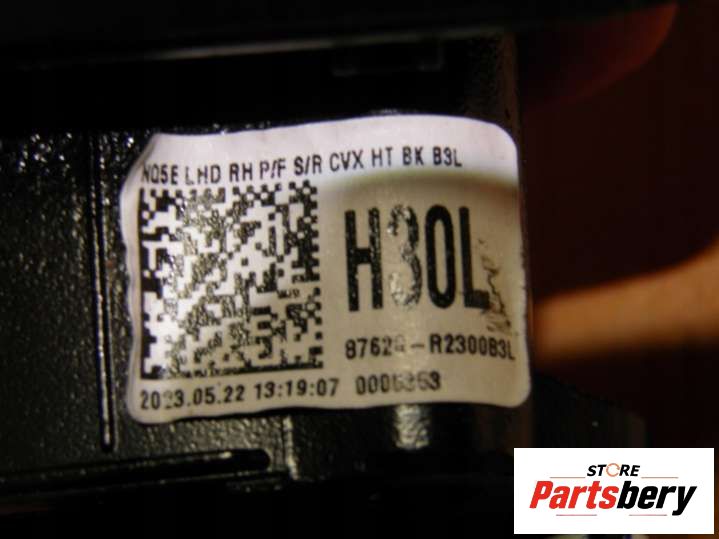 NQ5E LHD RH P/F S/R CVX HT BK B3L
H30L
2023.05.22 13:19:07
STORE
Partsbery